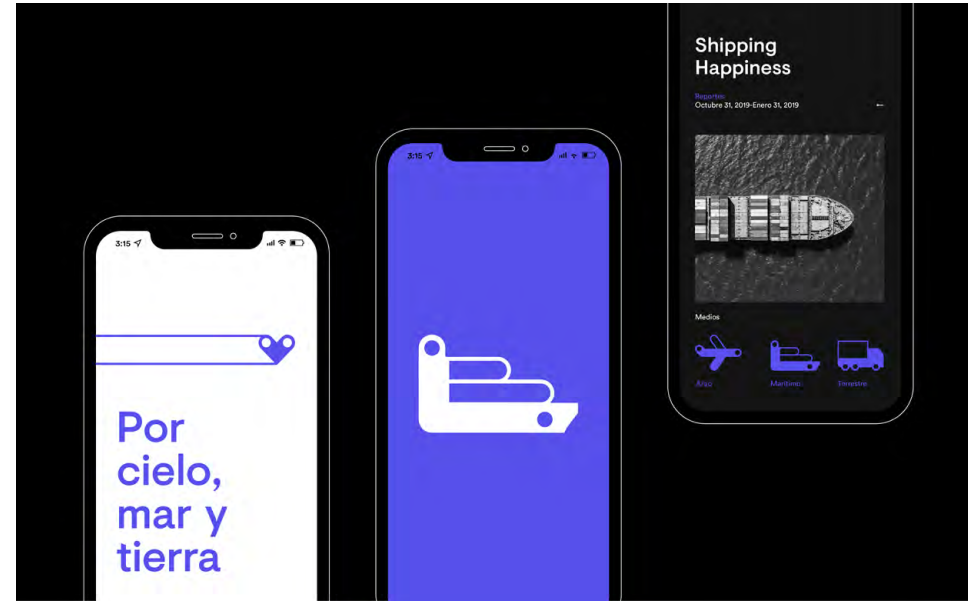 3:15
Por
cielo,
mar y
tierra
3:15
Shipping
Happiness
Reportes:
Octubre 31, 2019-Enero 31, 2019
Medios
Marítimo
Terrestre